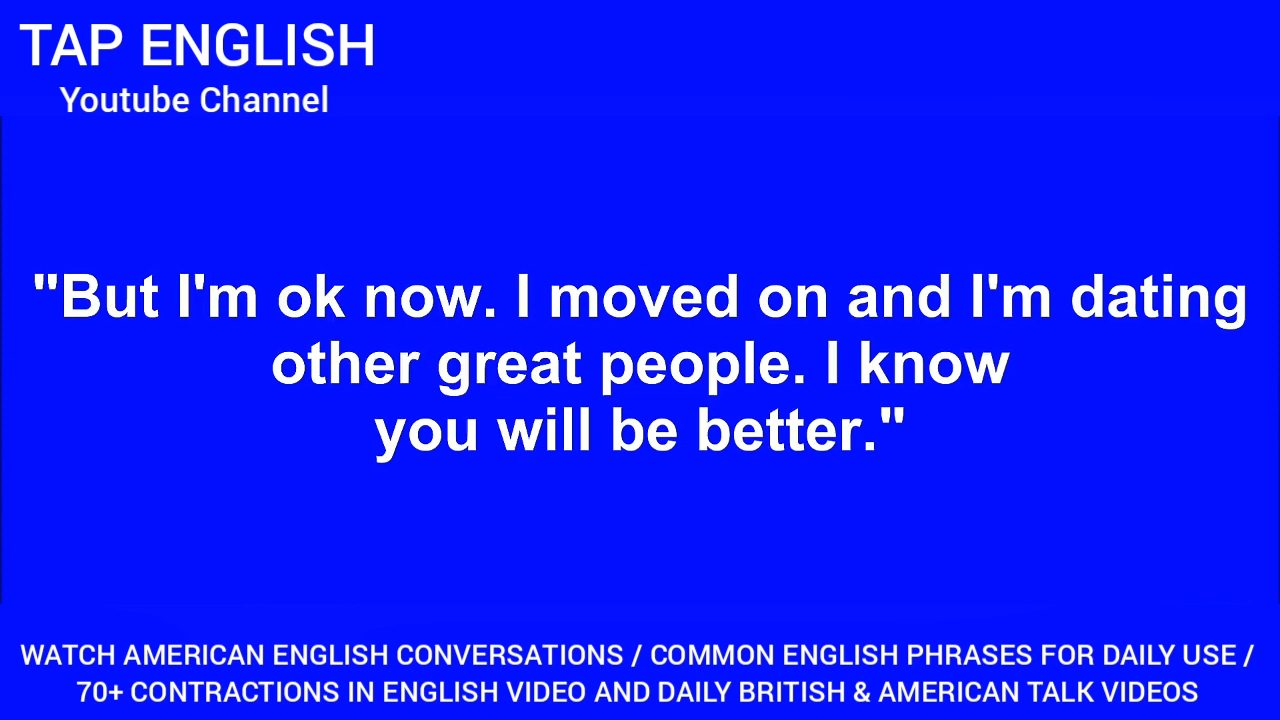 TAP ENGLISH
Youtube Channel
"But I'm ok now. I moved on and I'm dating
other great people. I know
you will be better."
WATCH AMERICAN ENGLISH CONVERSATIONS / COMMON ENGLISH PHRASES FOR DAILY USE /
70+ CONTRACTIONS IN ENGLISH VIDEO AND DAILY BRITISH & AMERICAN TALK VIDEOS